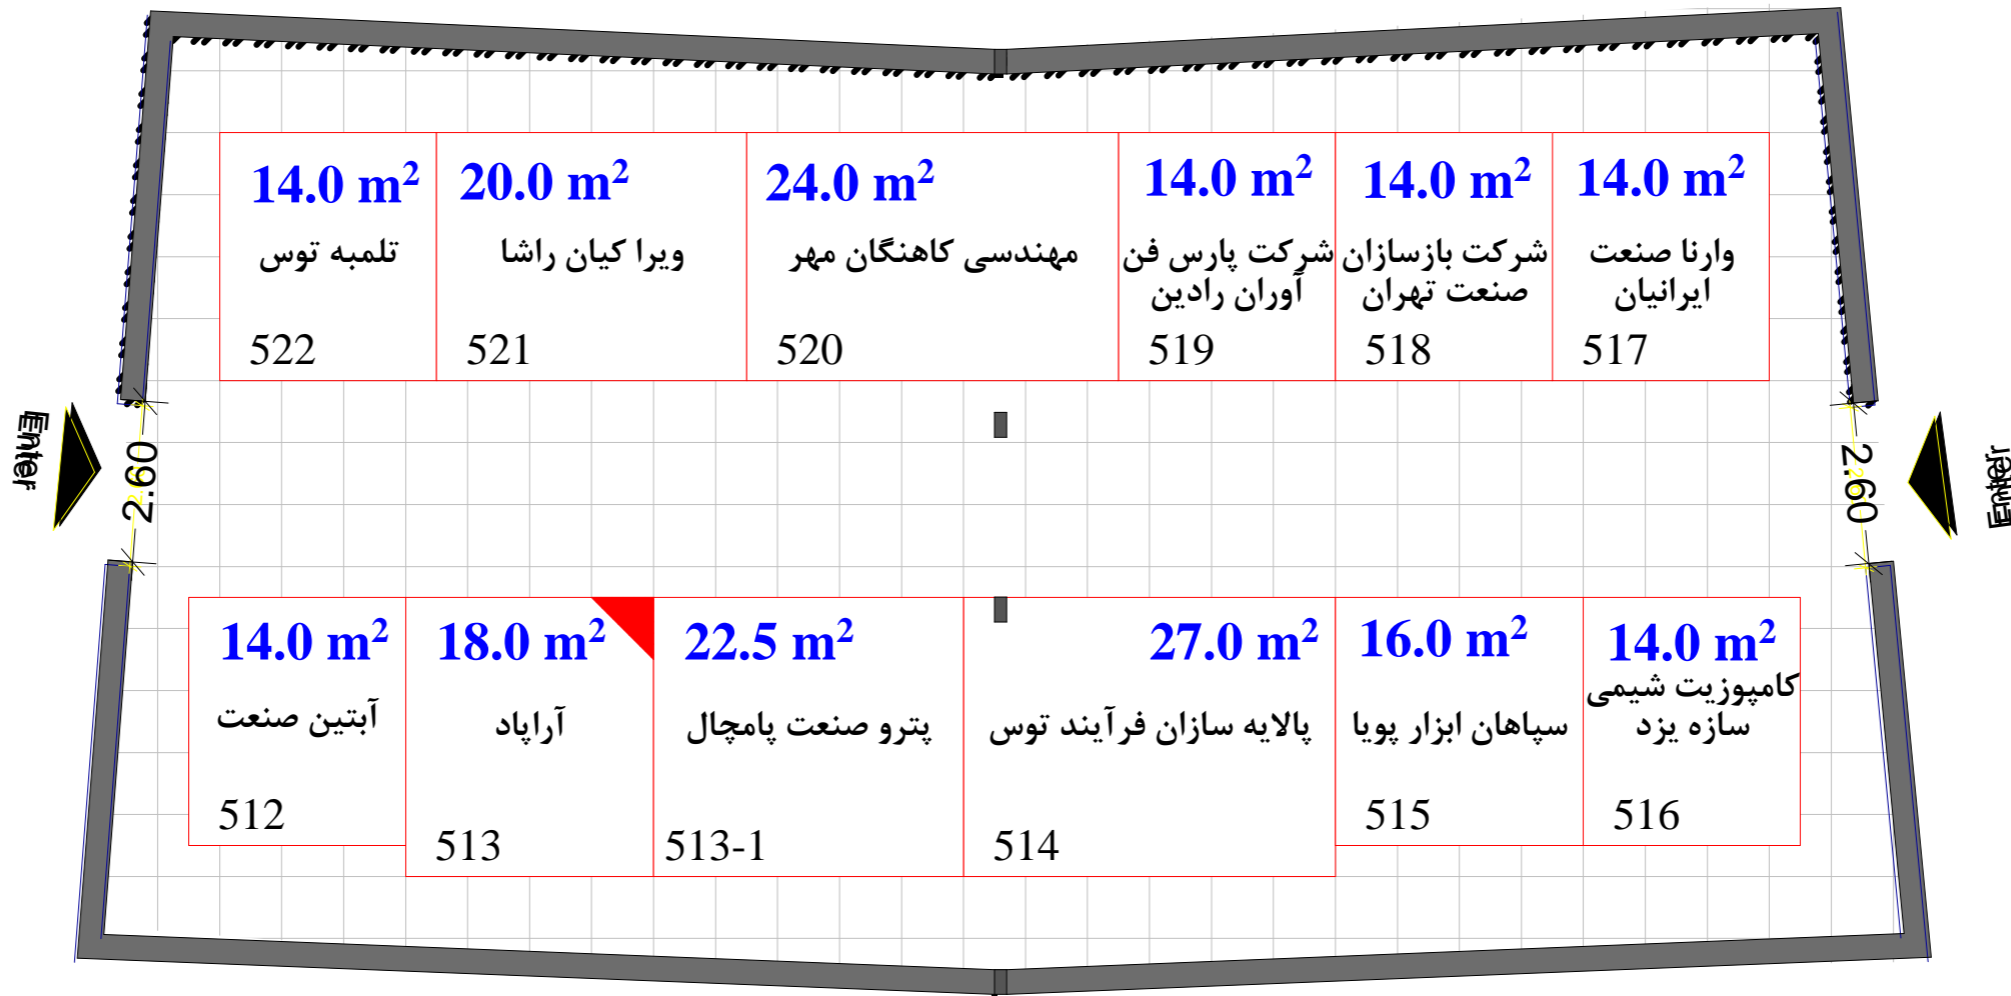 14.0 m²
تلمبه توس
522
20.0 m²
ویرا کیان راشا
521
24.0 m²
مهندسی کاهنگان مهر
520
14.0 m²
شرکت پارس فن
آوران رادین
519
14.0 m²
شرکت بازسازان
صنعت تهران
518
14.0 m²
وارنا صنعت
ایرانیان
517
Enter
2.60
2.60
Enter
14.0 m²
آبتین صنعت
512
18.0 m²
آراپاد
513
22.5 m²
پترو صنعت پامچال
513-1
27.0 m²
پالایه سازان فرآیند توس
514
16.0 m²
سپاهان ابزار پویا
515
14.0 m²
کامپوزیت شیمی
سازه یزد
516